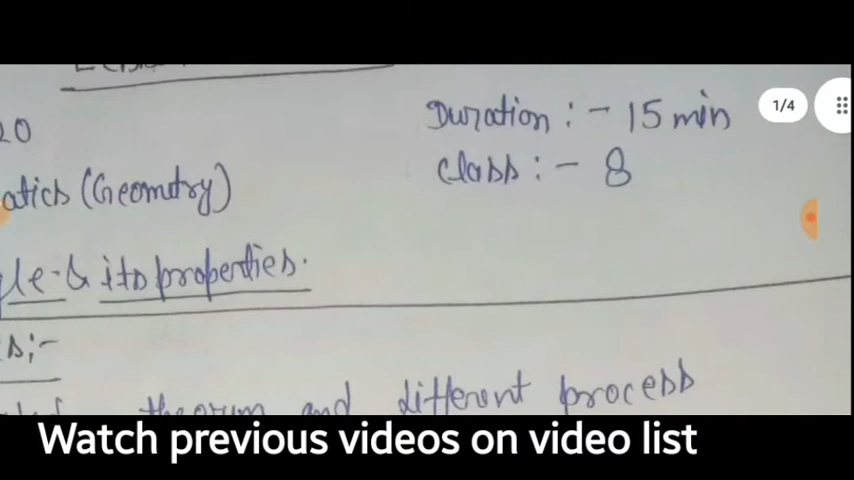 Duration :- 15 min
1/4
20
Class :- 8
atics (Geometry)
gle & its properties.
s:-
theorum and different process
Watch previous videos on video list